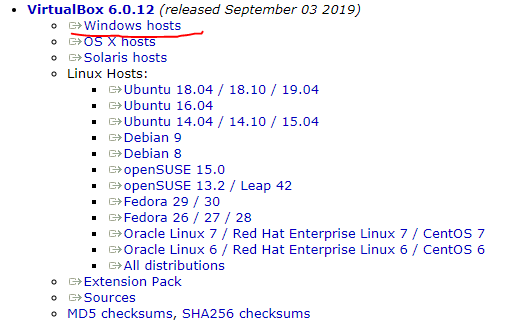 VirtualBox 6.0.12 (released September 03 2019)
Windows hosts
OS X hosts
Solaris hosts
Linux Hosts:
Ubuntu 18.04 / 18.10 / 19.04
Ubuntu 16.04
Ubuntu 14.04 / 14.10 / 15.04
Debian 9
Debian 8
openSUSE 15.0
openSUSE 13.2 / Leap 42
Fedora 29 / 30
Fedora 26 / 27 / 28
Oracle Linux 7 / Red Hat Enterprise Linux 7 / CentOS 7
Oracle Linux 6 / Red Hat Enterprise Linux 6 / CentOS 6
All distributions
Extension Pack
Sources
MD5 checksums, SHA256 checksums